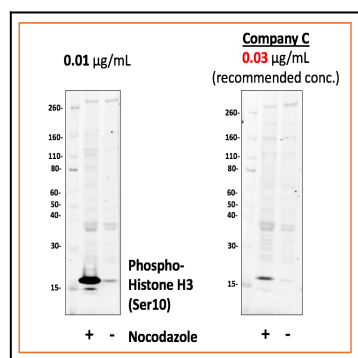 0.01 µg/mL
Company C
0.03 µg/mL
(recommended conc.)
260-
160-
110-
80-
60-
50-
40-
30-
15-
Phospho-
Histone H3
(Ser10)
260-
160-
110-
80-
60-
50-
40-
30-
15-
+ - Nocodazole + -